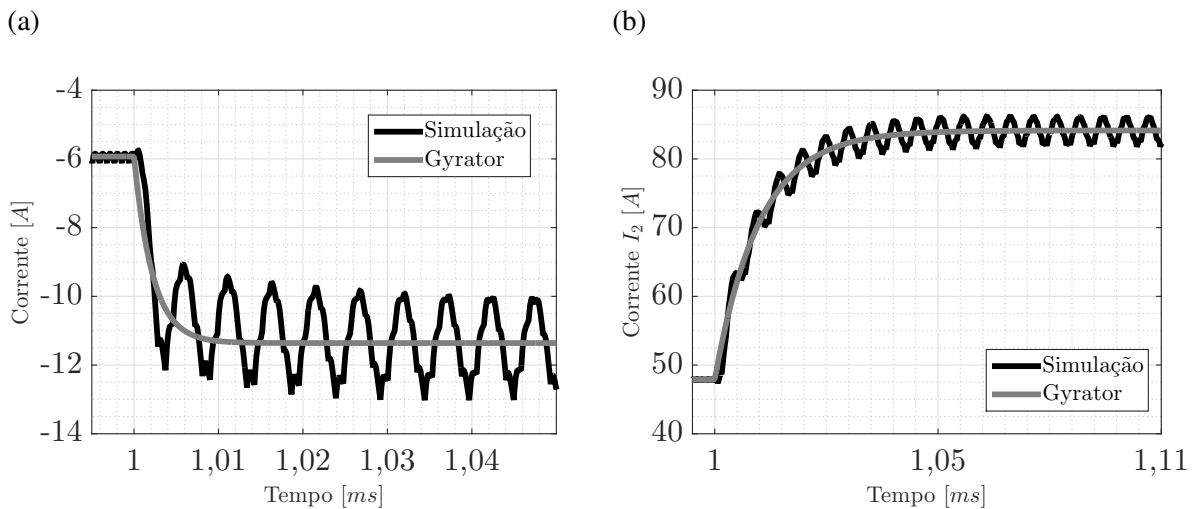 (a)
(b)
-4
-6
-8
-10
-12
-14
Corrente [A]
Simulação
Gyrator
1
1,01
1,02
1,03
1,04
Tempo [ms]
90
80
70
60
50
40
Corrente I2 [A]
Simulação
Gyrator
1
1,05
1,11
Tempo [ms]